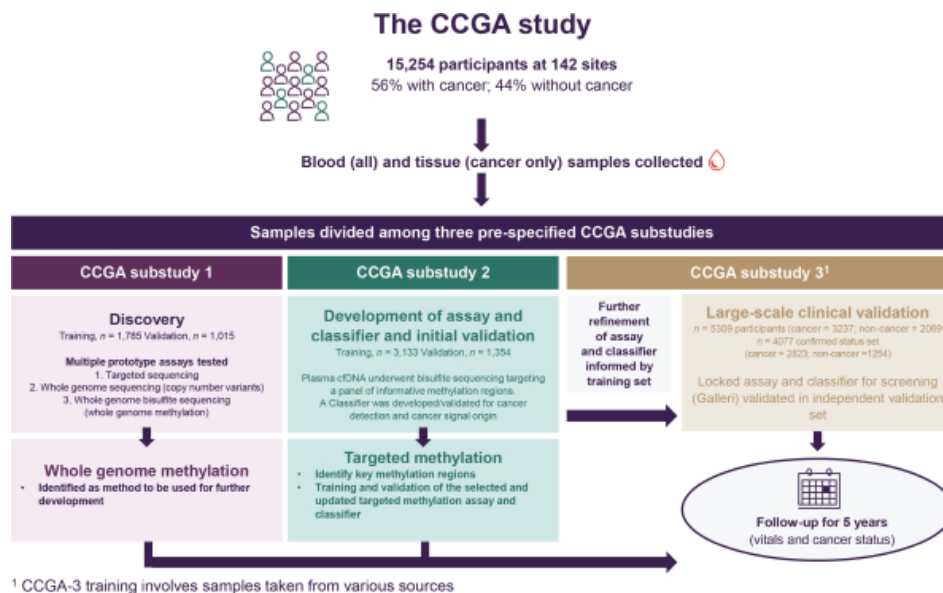 The CCGA study
15,254 participants at 142 sites
56% with cancer; 44% without cancer
Blood (all) and tissue (cancer only) samples collected
Samples divided among three pre-specified CCGA substudies
CCGA substudy 1
Discovery
Training, n = 1,785 Validation, n = 1,015
Multiple prototype assays tested
1. Targeted sequencing
2. Whole genome sequencing (copy number variants)
3. Whole genome bisulfite sequencing
(whole genome methylation)
Whole genome methylation
• Identified as method to be used for further
development
CCGA substudy 2
Development of assay and
classifier and initial validation
Training, n = 3,133 Validation, n = 1,354
Plasma cfDNA underwent bisulfite sequencing targeting
a panel of informative methylation regions.
A Classifier was developed/validated for cancer
detection and cancer signal origin
Targeted methylation
• Identify key methylation regions
• Training and validation of the selected and
updated targeted methylation assay and
classifier
CCGA substudy 3¹
Further
refinement
of assay
and classifier
informed by
training set
Large-scale clinical validation
n = 5309 participants (cancer = 3237; non-cancer = 2069
n = 4077 confirmed status set
(cancer = 2823; non-cancer =1254)
Locked assay and classifier for screening
(Galleri) validated in independent validation
set
Follow-up for 5 years
(vitals and cancer status)
¹ CCGA-3 training involves samples taken from various sources